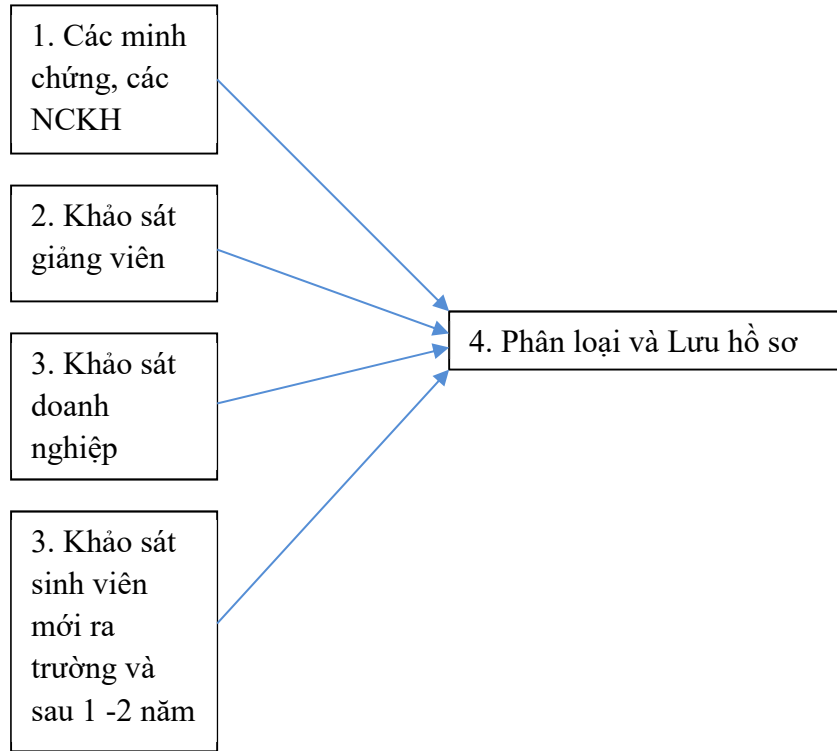 1. Các minh
chứng, các
NCKH
2. Khảo sát
giảng viên
3. Khảo sát
doanh
nghiệp
3. Khảo sát
sinh viên
mới ra
trường và
sau 1 -2 năm
4. Phân loại và Lưu hồ sơ